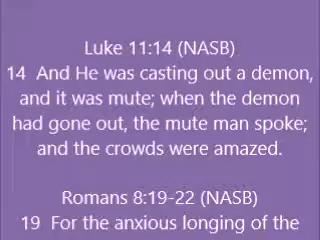 Luke 11:14 (NASB)
14 And He was casting out a demon,
and it was mute; when the demon
had gone out, the mute man spoke;
and the crowds were amazed.
Romans 8:19-22 (NASB)
19 For the anxious longing of the